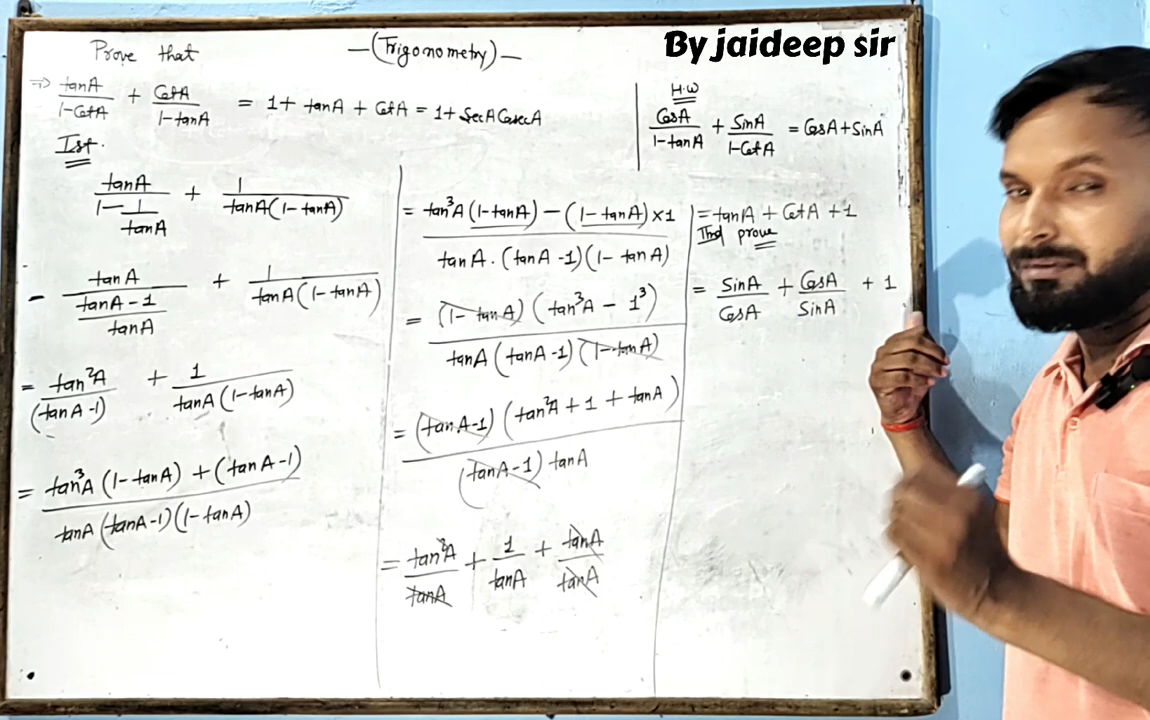 By jaideep sir
Prove that
—(Trigonometry)—
⇒ tanA/1-CotA + CotA/1-tanA = 1+ tanA + CotA = 1+ SecACosecA
Ist.
tanA/(1-1/tanA) + 1/tanA(1-tanA)
- tanA/((tanA-1)/tanA) + 1/tanA(1-tanA)
= tan²A/(tanA-1) + 1/tanA(1-tanA)
= tan³A(1-tanA) + (tanA-1)/tanA(tanA-1)(1-tanA)
= tan³A(1-tanA) - (1-tanA)×1/tanA.(tanA-1)(1-tanA)
= (1-tanA)(tan³A - 1³)/tanA(tanA-1)(1-tanA)
= (tanA-1)(tan²A+1+tanA)/(tanA-1)tanA
= tan²A/tanA + 1/tanA + tanA/tanA
H.W
CosA/1-tanA + SinA/1-CotA = CosA+SinA
= tanA + CotA + 1
IInd prove
= SinA/CosA + CosA/SinA + 1